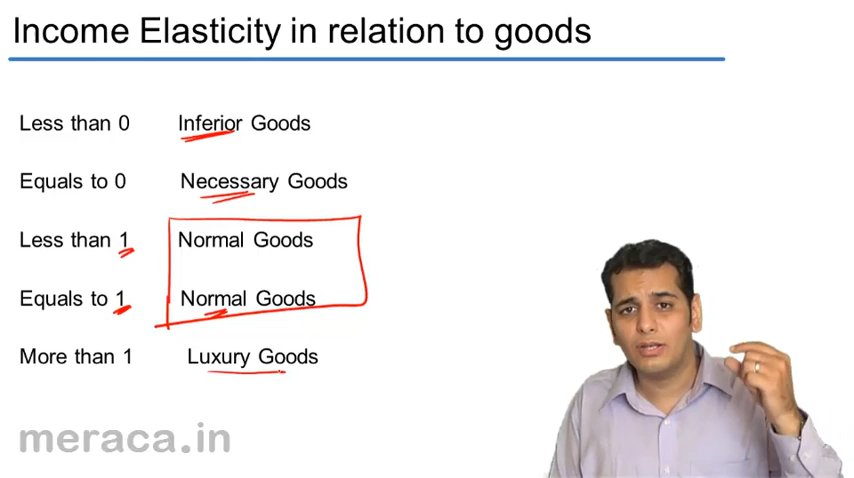 Income Elasticity in relation to goods
Less than 0 Inferior Goods
Equals to 0 Necessary Goods
Less than 1 Normal Goods
Equals to 1 Normal Goods
More than 1 Luxury Goods
meraca.in